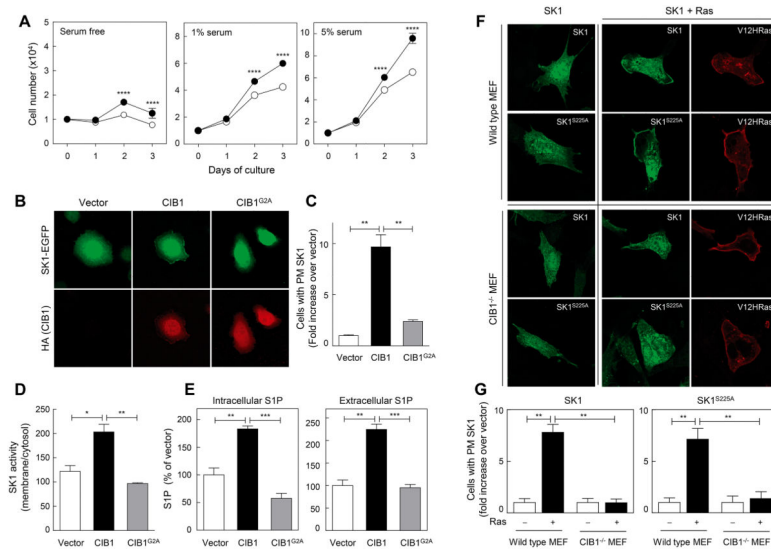 A
Serum free
1% serum
5% serum
Cell number (x10⁴)
6
5
4
3
2
1
0
****
****
0 1 2 3
6
4
2
0
****
****
0 1 2 3
10
8
6
4
2
0
****
****
0 1 2 3
Days of culture
B
Vector CIB1 CIB1G2A
SK1-EGFP
HA (CIB1)
C
Cells with PM SK1
(Fold increase over vector)
10
5
0
** **
Vector CIB1 CIB1G2A
D
SK1 activity
(membrane/cytosol)
250
200
150
100
50
0
* **
Vector CIB1 CIB1G2A
E
Intracellular S1P
Extracellular S1P
S1P (% of vector)
200
150
100
50
0
** ***
Vector CIB1 CIB1G2A
250
200
150
100
50
0
** ***
Vector CIB1 CIB1G2A
F
SK1
SK1 + Ras
Wild type MEF
SK1 SK1 V12HRas
SK1S225A SK1S225A V12HRas
CIB1-/- MEF
SK1 SK1 V12HRas
SK1S225A SK1S225A V12HRas
G
SK1
SK1S225A
Cells with PM SK1
(fold increase over vector)
10
5
0
** **
10
5
0
** **
Ras – + – + – + – +
Wild type MEF CIB1-/- MEF Wild type MEF CIB1-/- MEF